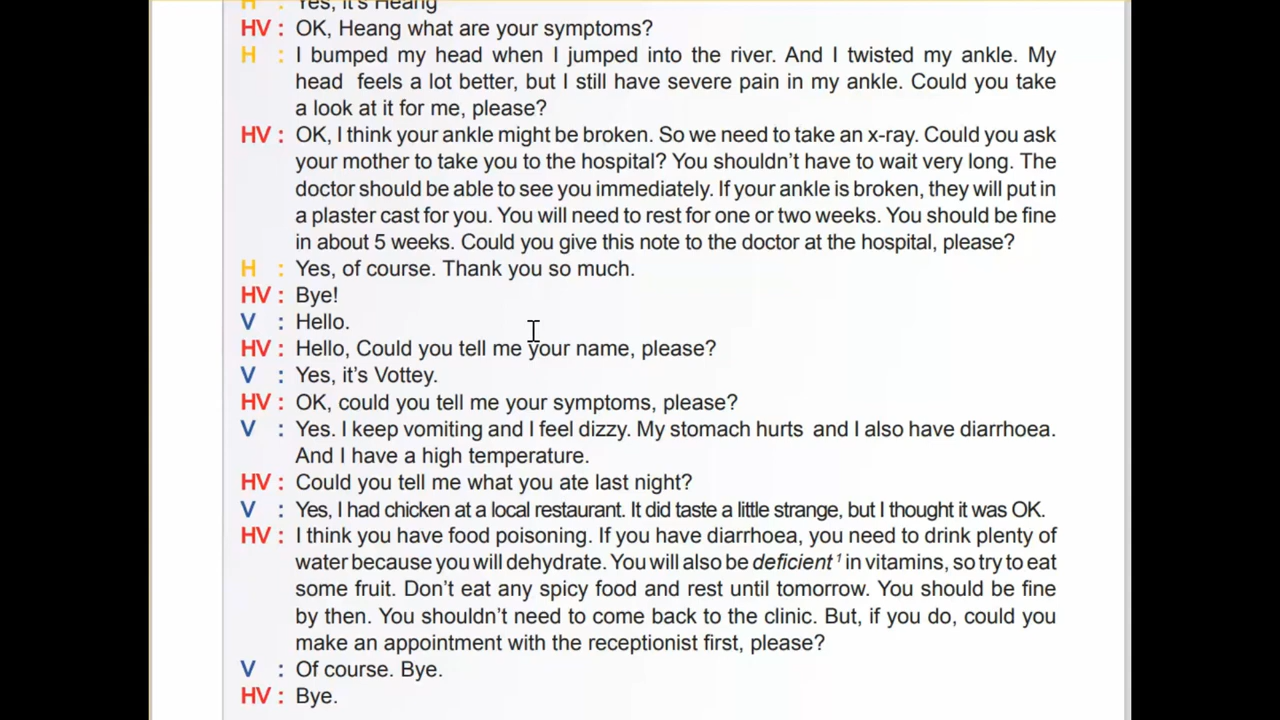 H : Yes, it's Heang
HV : OK, Heang what are your symptoms?
H : I bumped my head when I jumped into the river. And I twisted my ankle. My
head feels a lot better, but I still have severe pain in my ankle. Could you take
a look at it for me, please?
HV : OK, I think your ankle might be broken. So we need to take an x-ray. Could you ask
your mother to take you to the hospital? You shouldn't have to wait very long. The
doctor should be able to see you immediately. If your ankle is broken, they will put in
a plaster cast for you. You will need to rest for one or two weeks. You should be fine
in about 5 weeks. Could you give this note to the doctor at the hospital, please?
H : Yes, of course. Thank you so much.
HV : Bye!
V : Hello.
HV : Hello, Could you tell me your name, please?
V : Yes, it's Vottey.
HV : OK, could you tell me your symptoms, please?
V : Yes. I keep vomiting and I feel dizzy. My stomach hurts and I also have diarrhoea.
And I have a high temperature.
HV : Could you tell me what you ate last night?
V : Yes, I had chicken at a local restaurant. It did taste a little strange, but I thought it was OK.
HV : I think you have food poisoning. If you have diarrhoea, you need to drink plenty of
water because you will dehydrate. You will also be deficient ¹ in vitamins, so try to eat
some fruit. Don't eat any spicy food and rest until tomorrow. You should be fine
by then. You shouldn't need to come back to the clinic. But, if you do, could you
make an appointment with the receptionist first, please?
V : Of course. Bye.
HV : Bye.